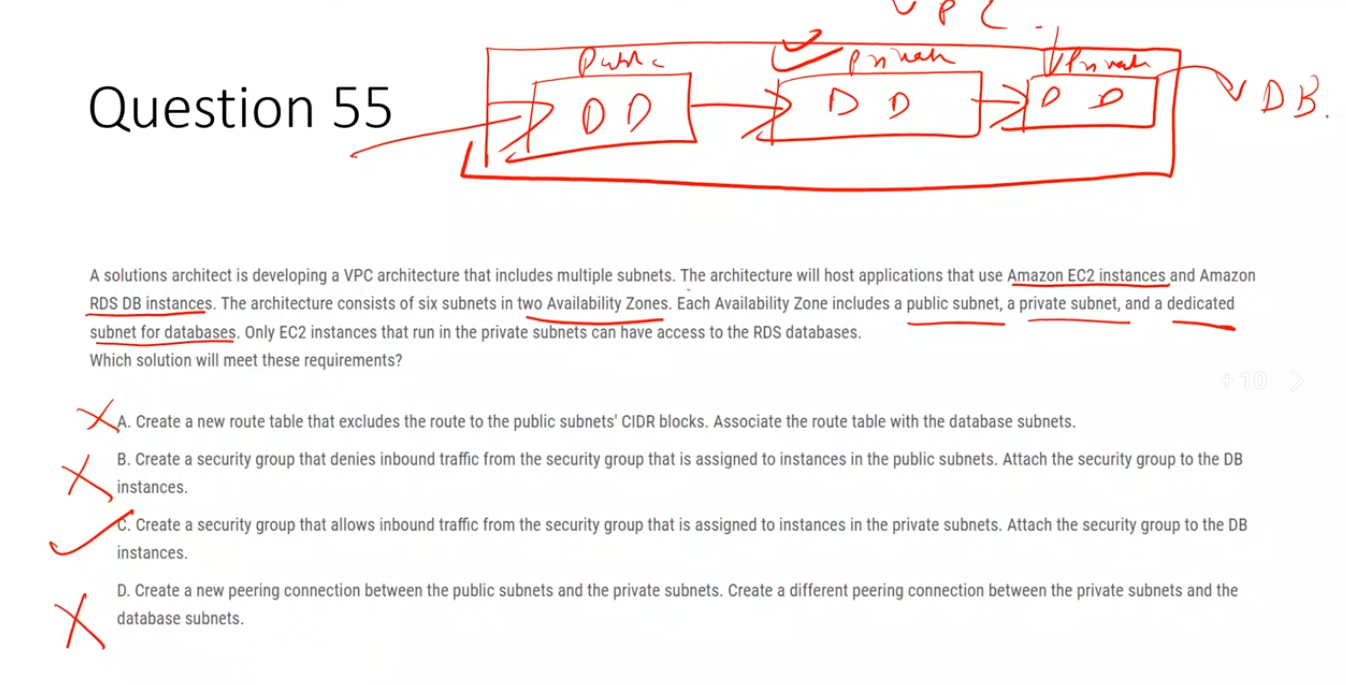 VPC
Public
Private
Private
Question 55
D D
D D
D D
DB.
A solutions architect is developing a VPC architecture that includes multiple subnets. The architecture will host applications that use Amazon EC2 instances and Amazon
RDS DB instances. The architecture consists of six subnets in two Availability Zones. Each Availability Zone includes a public subnet, a private subnet, and a dedicated
subnet for databases. Only EC2 instances that run in the private subnets can have access to the RDS databases.
Which solution will meet these requirements?
+10
A. Create a new route table that excludes the route to the public subnets' CIDR blocks. Associate the route table with the database subnets.
B. Create a security group that denies inbound traffic from the security group that is assigned to instances in the public subnets. Attach the security group to the DB
instances.
C. Create a security group that allows inbound traffic from the security group that is assigned to instances in the private subnets. Attach the security group to the DB
instances.
D. Create a new peering connection between the public subnets and the private subnets. Create a different peering connection between the private subnets and the
database subnets.